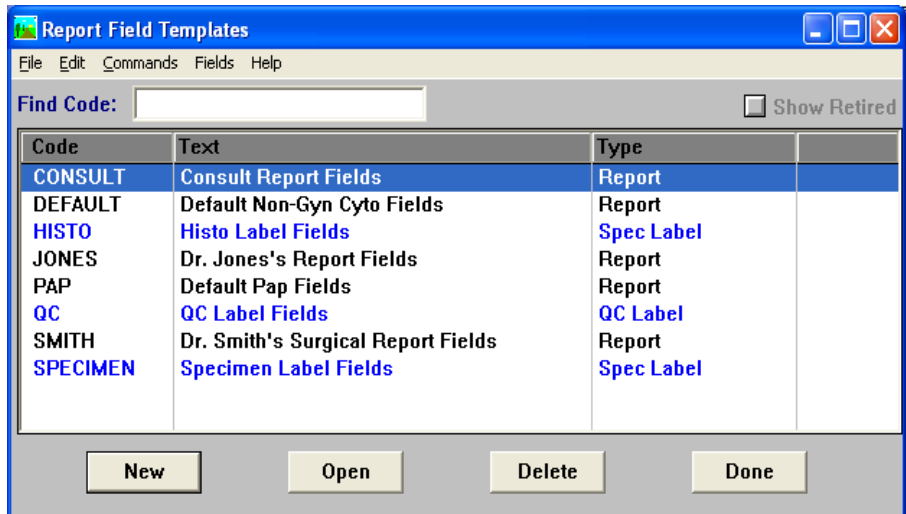 Report Field Templates
File Edit Commands Fields Help
Find Code: Show Retired
Code Text Type
CONSULT Consult Report Fields Report
DEFAULT Default Non-Gyn Cyto Fields Report
HISTO Histo Label Fields Spec Label
JONES Dr. Jones's Report Fields Report
PAP Default Pap Fields Report
QC QC Label Fields QC Label
SMITH Dr. Smith's Surgical Report Fields Report
SPECIMEN Specimen Label Fields Spec Label
New Open Delete Done